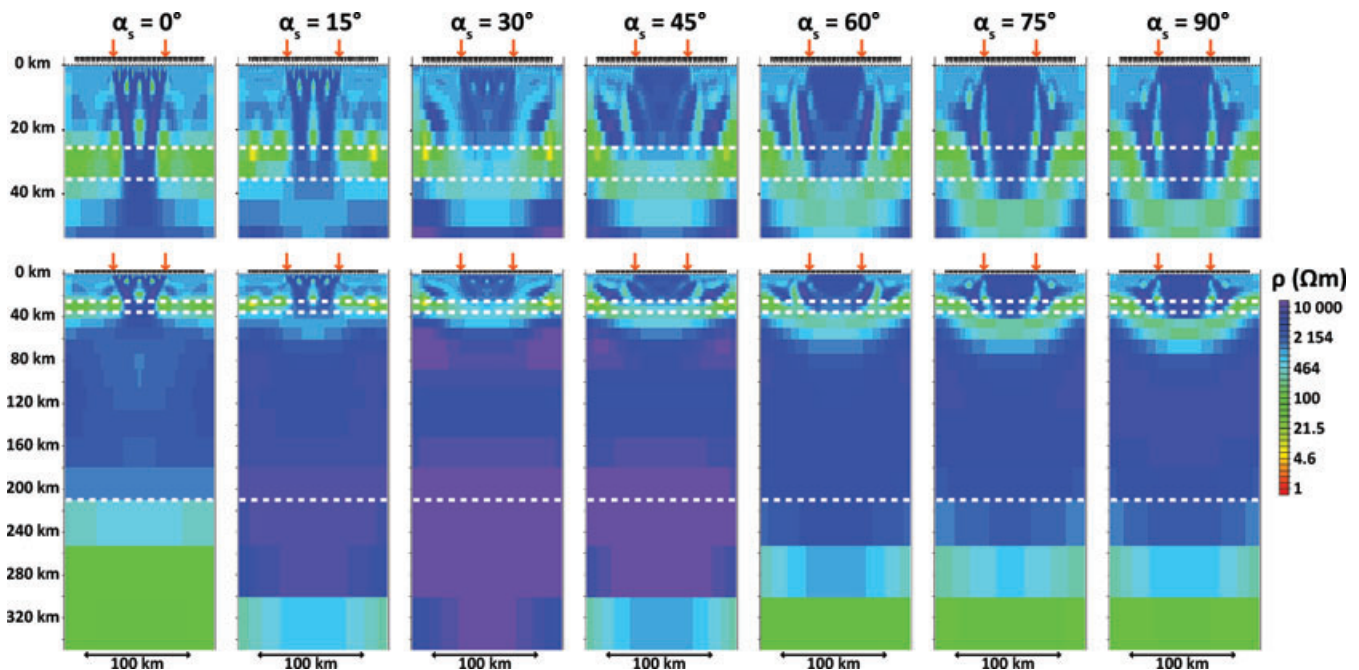 αs = 0° αs = 15° αs = 30° αs = 45° αs = 60° αs = 75° αs = 90°
0 km
20 km
40 km
0 km
40 km
80 km
120 km
160 km
200 km
240 km
280 km
320 km
ρ (Ωm)
10 000
2 154
464
100
21.5
4.6
1
100 km 100 km 100 km 100 km 100 km 100 km 100 km